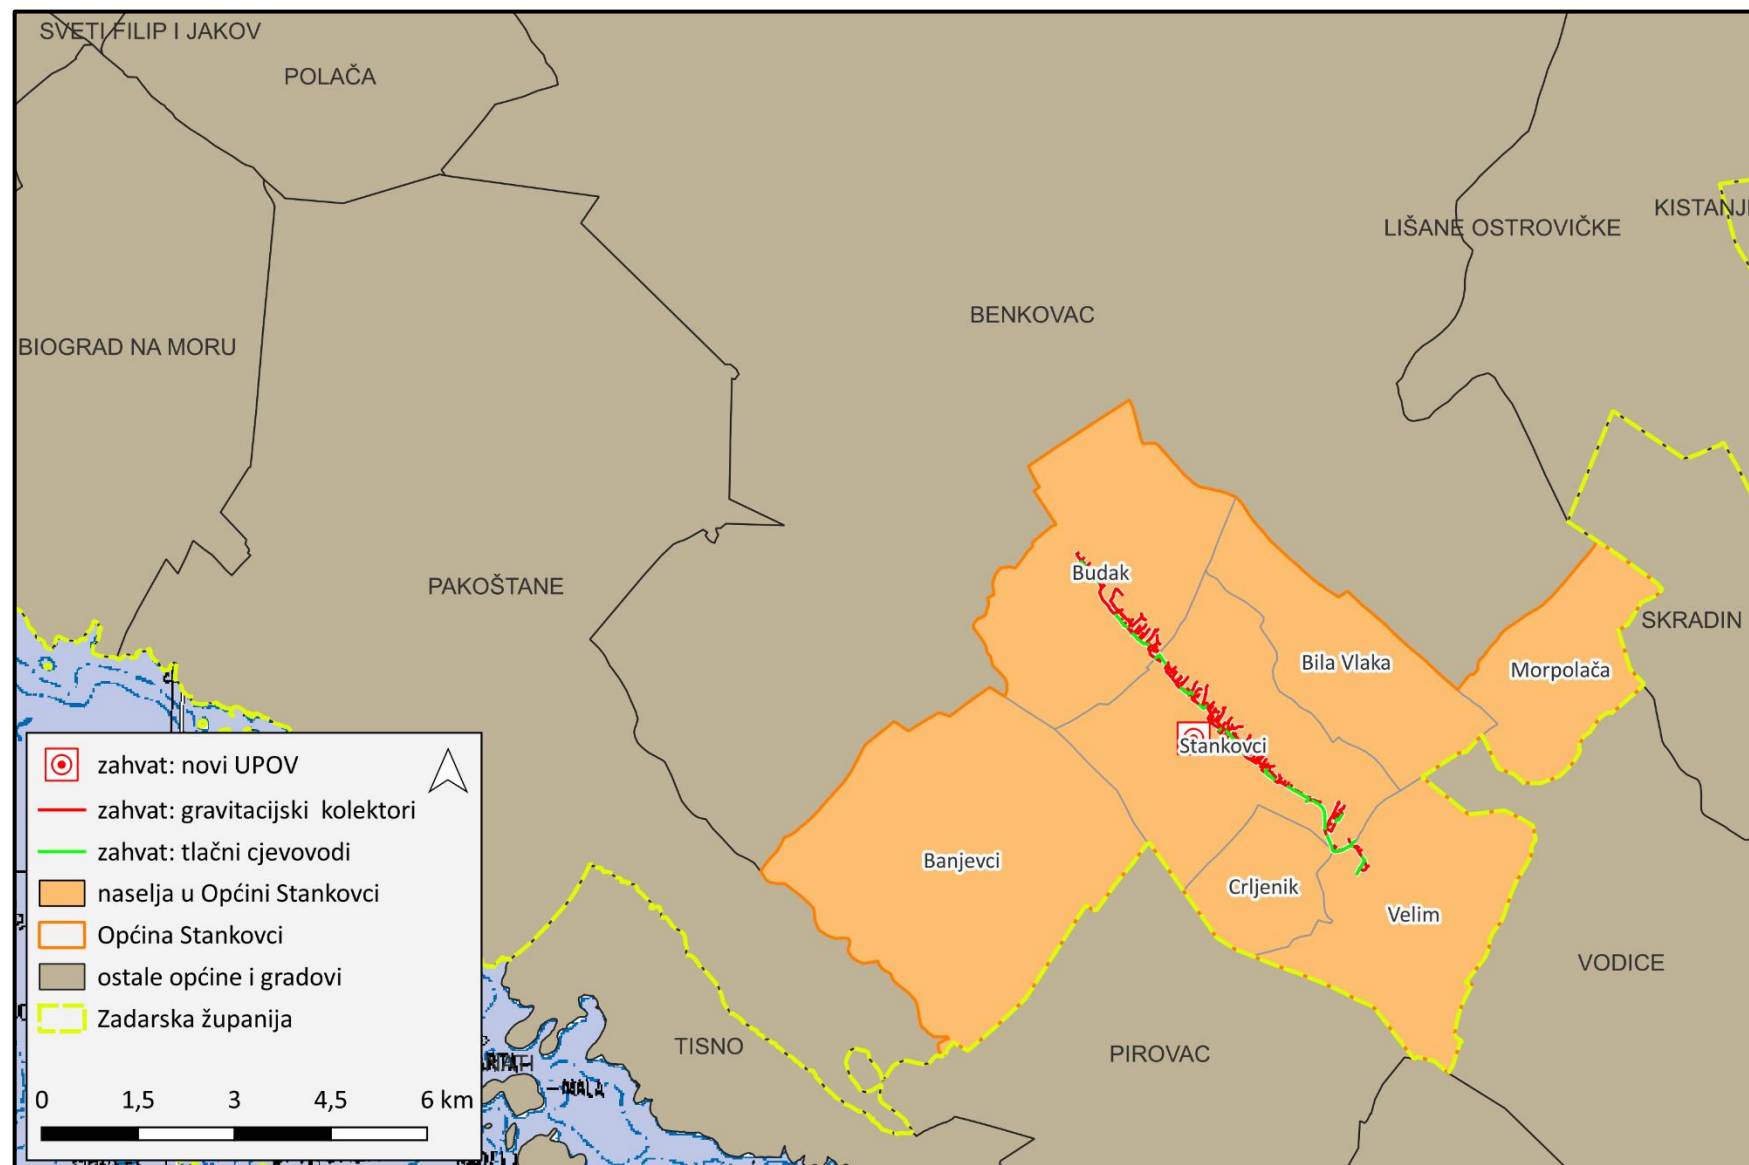 SVETI FILIP I JAKOV
POLAČA
KISTANJ
LIŠANE OSTROVIČKE
BENKOVAC
BIOGRAD NA MORU
Budak
PAKOŠTANE
SKRADIN
Bila Vlaka
Morpolača
Stankovci
Banjevci
Crljenik
Velim
VODICE
TISNO
PIROVAC
MALA
zahvat: novi UPOV
zahvat: gravitacijski kolektori
zahvat: tlačni cjevovodi
naselja u Općini Stankovci
Općina Stankovci
ostale općine i gradovi
Zadarska županija
0 1,5 3 4,5 6 km